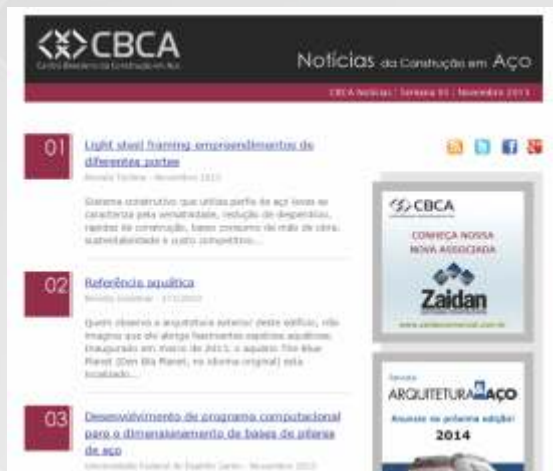 CBCA
Centro Brasileiro da Construção em Aço
Notícias da Construção em Aço
CBCA Notícias | Semana 01 | Novembro 2013
01
Light steel framing empreendimentos de
diferentes portes
Revista Téchne - Novembro 2013
Sistema construtivo que utiliza perfis de aço leves se
caracteriza pela versatilidade, redução de desperdício,
rapidez de construção, baixo consumo de mão de obra,
sustentabilidade e custo competitivo...
02
Referência aquática
Quem observa a arquitetura exterior deste edifício, não
imagina que ele abriga fascinantes espécies aquáticas.
Inaugurado em março de 2013, o aquário The Blue
Planet (Den Blå Planet, no idioma original) está
localizado...
03
Desenvolvimento de programa computacional
para o dimensionamento de bases de pilares
de aço
Universidade Federal do Espírito Santo - Novembro 2013
CBCA
CONHEÇA NOSSA
NOVA ASSOCIADA
Zaidan
www.zaidancomercial.com.br
Revista
ARQUITETURA & AÇO
Anuncie na próxima edição!
2014